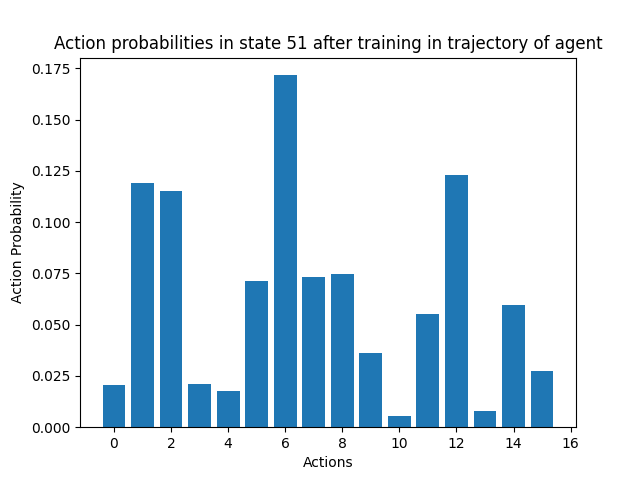 Action probabilities in state 51 after training in trajectory of agent
Action Probability
0.175
0.150
0.125
0.100
0.075
0.050
0.025
0.000
0 2 4 6 8 10 12 14 16
Actions